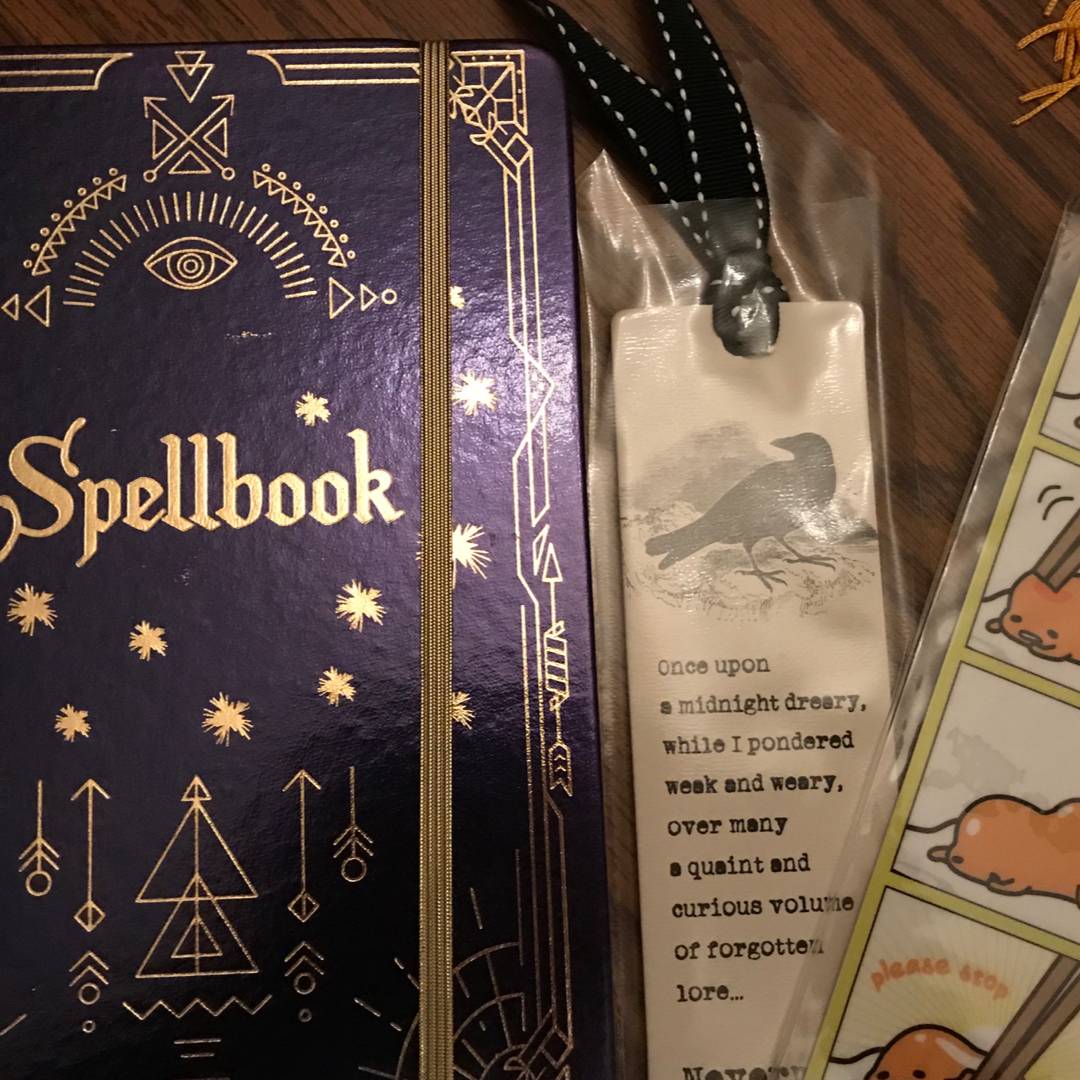 Spellbook
Once upon
a midnight dreary,
while I pondered
weak and weary,
over many
a quaint and
curious volume
of forgotten
lore...
please stop